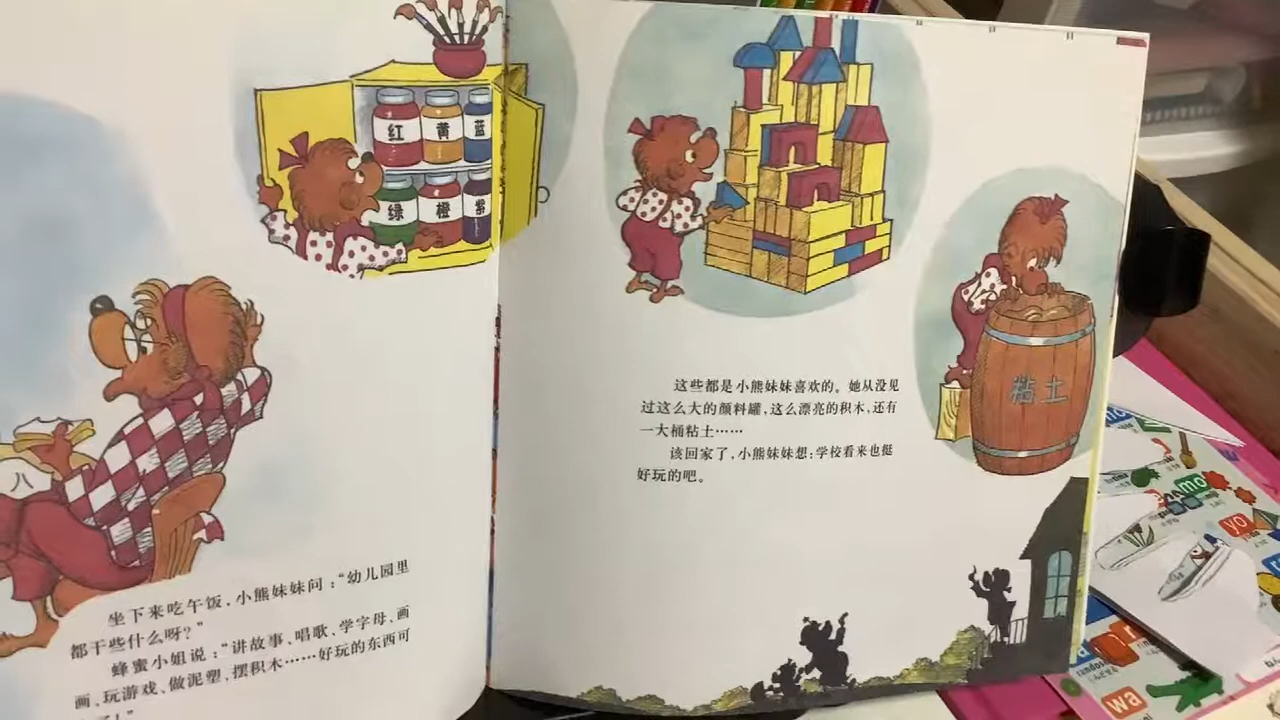 红
黄
蓝
绿
橙
紫
坐下来吃午饭,小熊妹妹问:“幼儿园里
都干些什么呀?”
蜂蜜小姐说:“讲故事、唱歌、学字母、画
画、玩游戏、做泥塑、摆积木……好玩的东西可
了!”
这些都是小熊妹妹喜欢的。她从没见
过这么大的颜料罐,这么漂亮的积木,还有
一大桶粘土……
该回家了,小熊妹妹想:学校看来也挺
好玩的吧。
粘土
mo
yo
wa